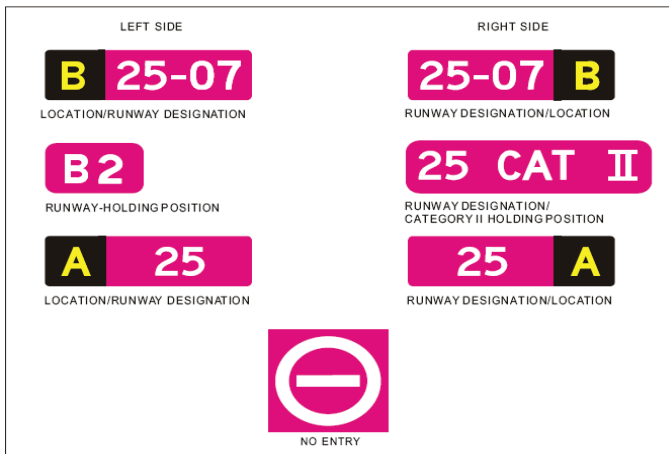 LEFT SIDE
RIGHT SIDE
B 25-07
25-07 B
LOCATION/RUNWAY DESIGNATION
RUNWAY DESIGNATION/LOCATION
B2
25 CAT II
RUNWAY-HOLDING POSITION
RUNWAY DESIGNATION/
CATEGORY II HOLDING POSITION
A 25
25 A
LOCATION/RUNWAY DESIGNATION
RUNWAY DESIGNATION/LOCATION
NO ENTRY